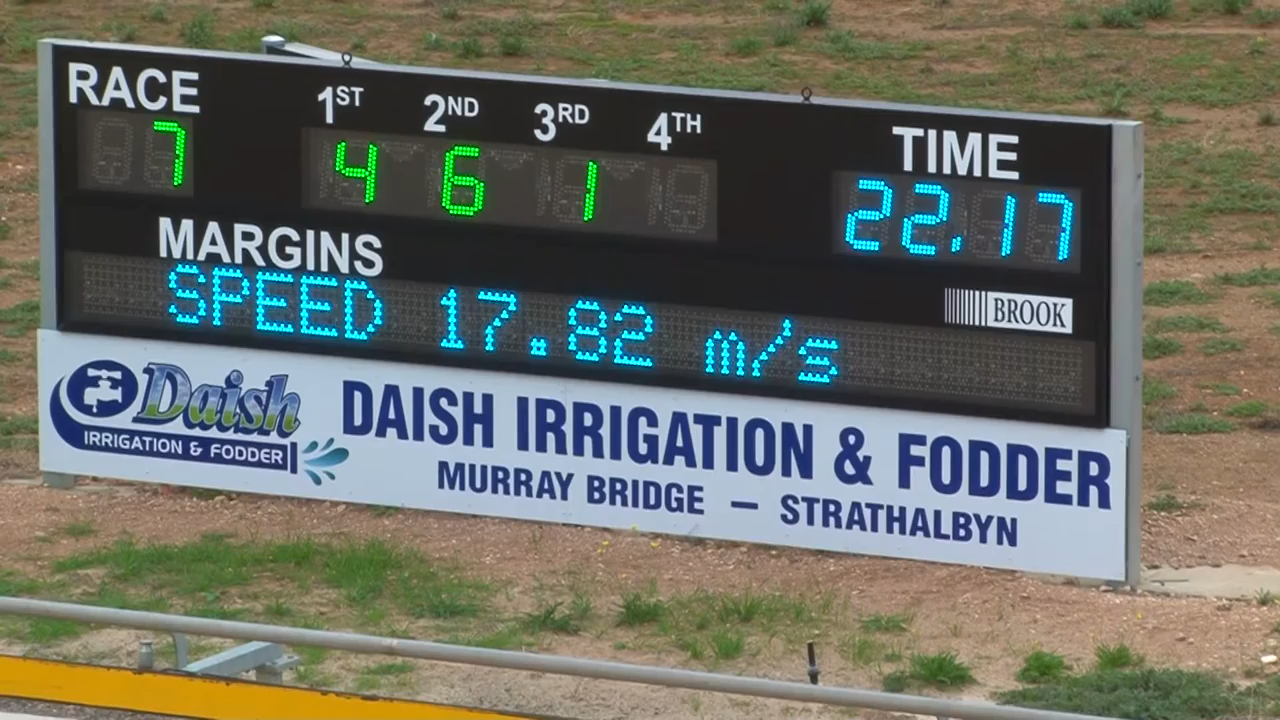 RACE 1ST 2ND 3RD 4TH TIME
7 4 6 1 22.17
MARGINS
SPEED 17.82 m/s
BROOK
Daish
IRRIGATION & FODDER
DAISH IRRIGATION & FODDER
MURRAY BRIDGE – STRATHALBYN